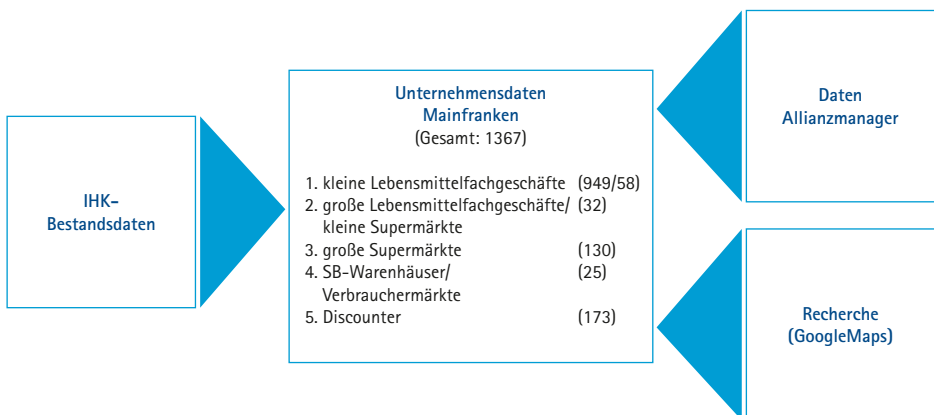 IHK-
Bestandsdaten
Unternehmensdaten
Mainfranken
(Gesamt: 1367)
1. kleine Lebensmittelfachgeschäfte (949/58)
2. große Lebensmittelfachgeschäfte/ (32)
kleine Supermärkte
3. große Supermärkte (130)
4. SB-Warenhäuser/ (25)
Verbrauchermärkte
5. Discounter (173)
Daten
Allianzmanager
Recherche
(GoogleMaps)